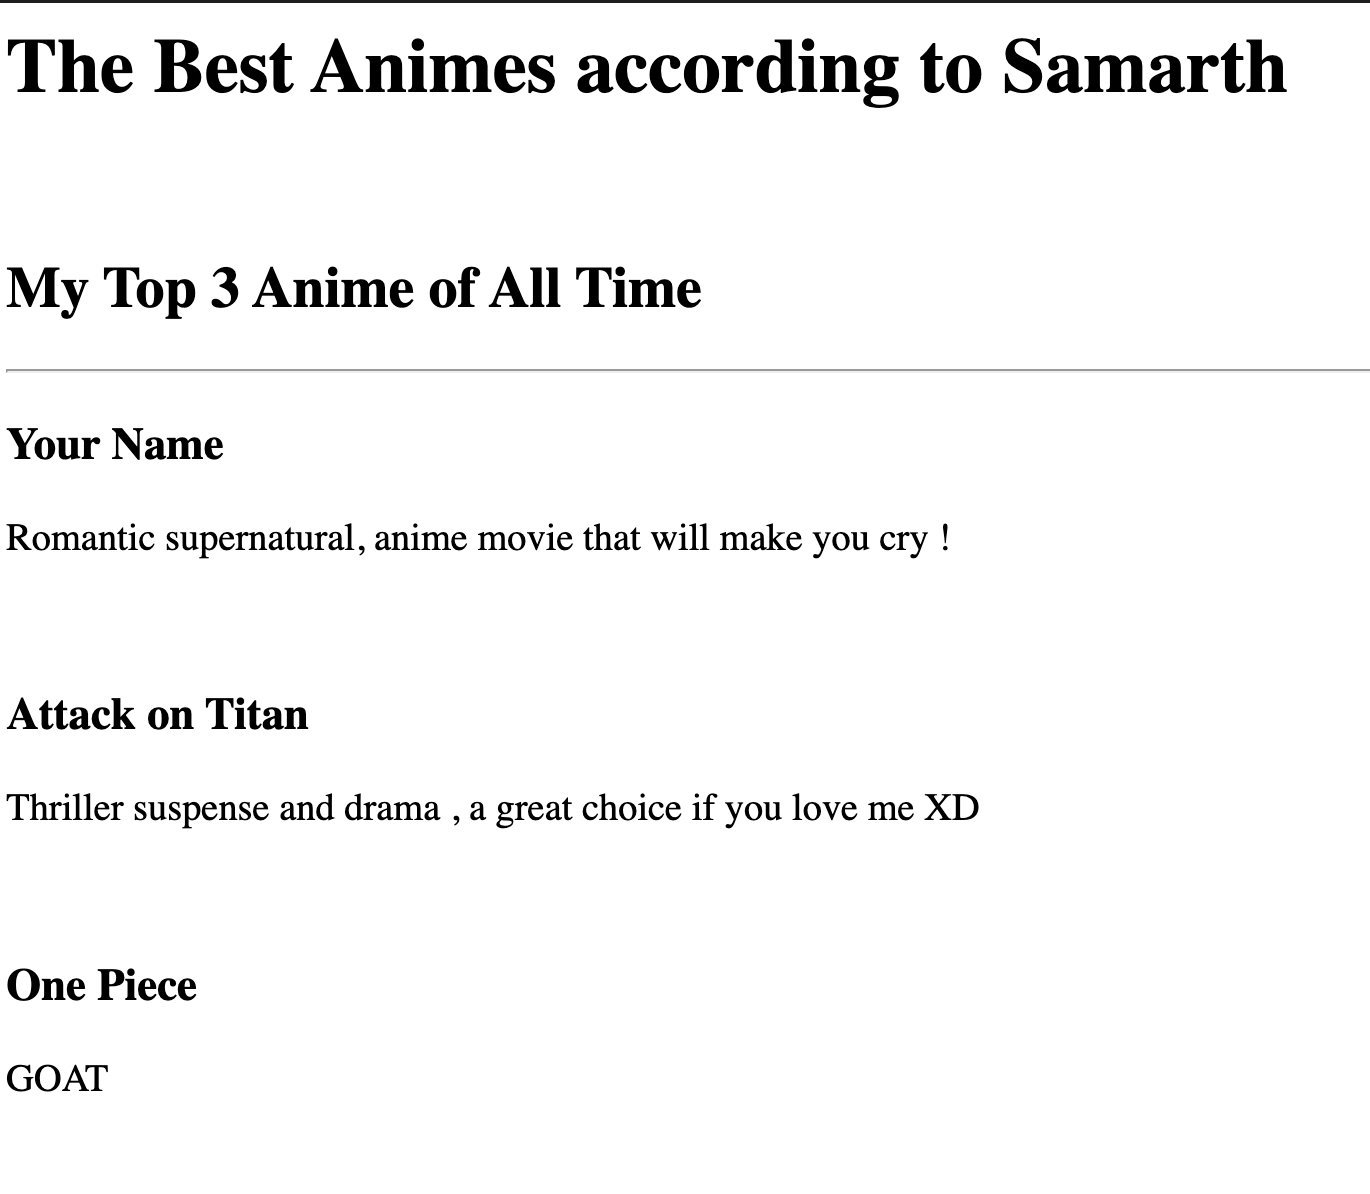 The Best Animes according to Samarth
My Top 3 Anime of All Time
Your Name
Romantic supernatural, anime movie that will make you cry !
Attack on Titan
Thriller suspense and drama , a great choice if you love me XD
One Piece
GOAT